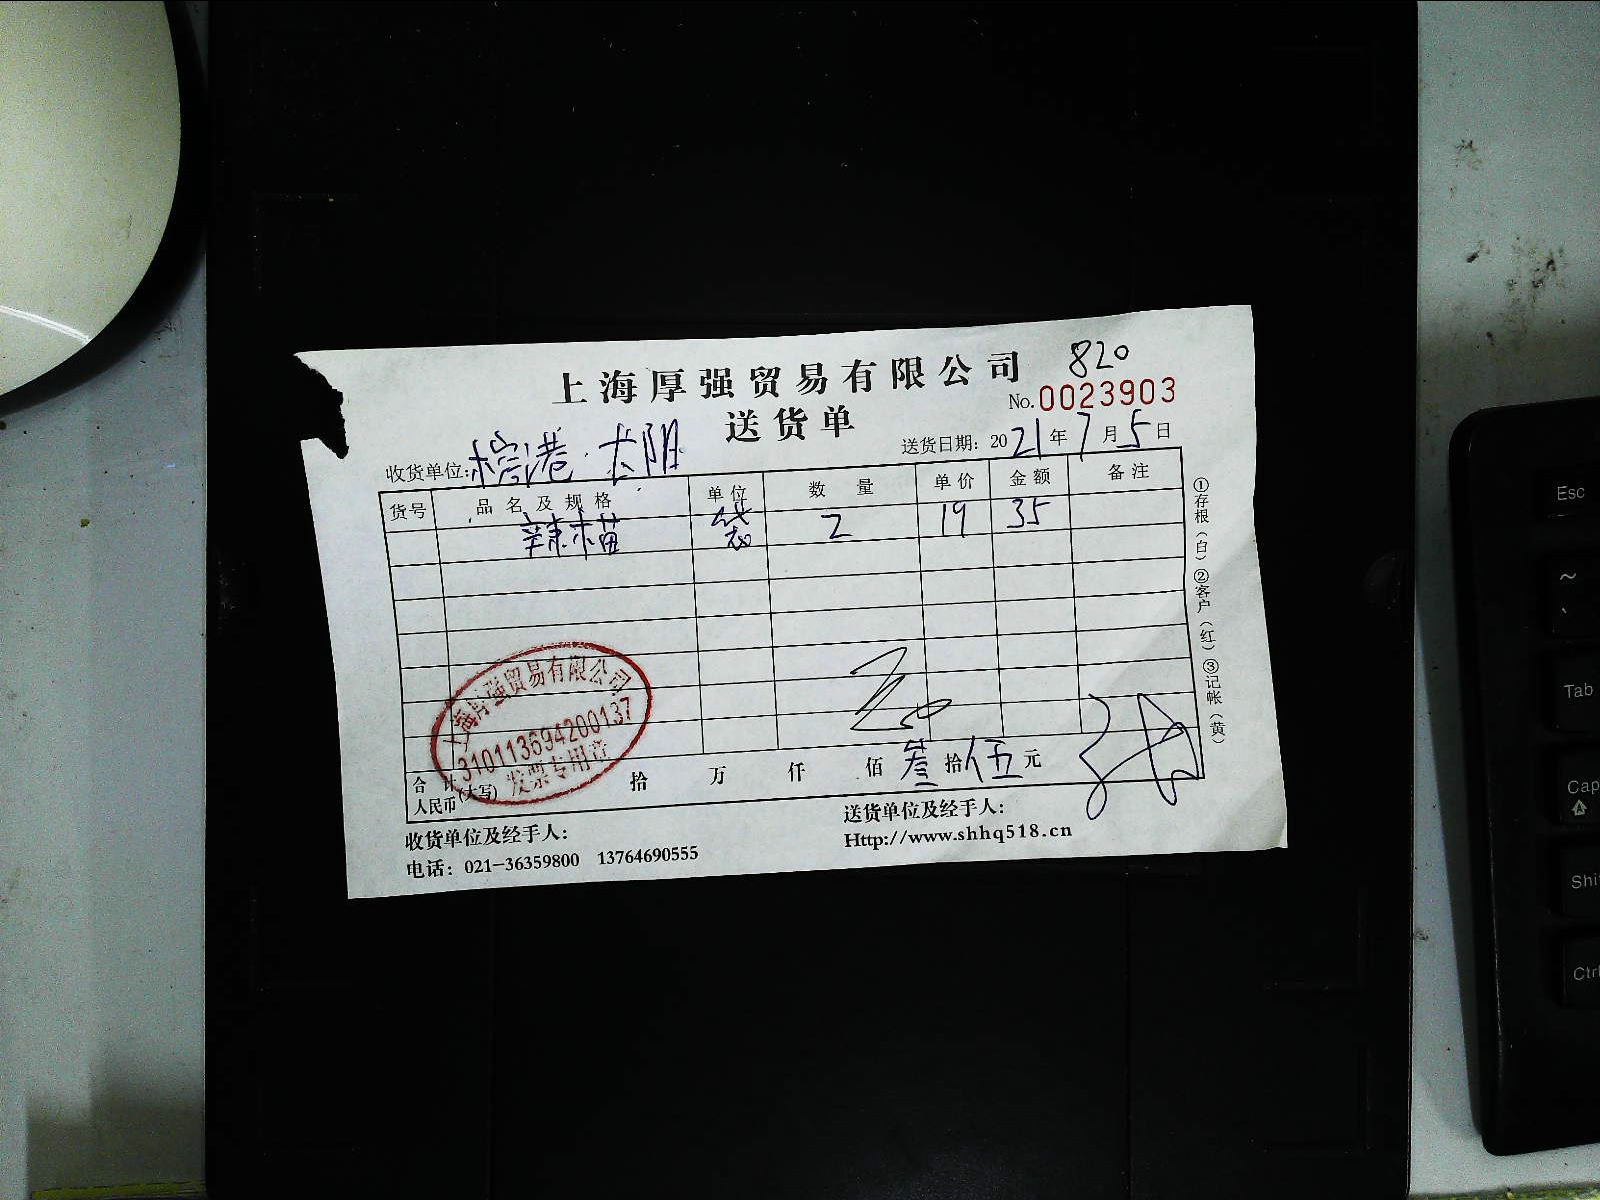 上海厚强贸易有限公司
820
送货单
No.0023903
收货单位:
送货日期: 2021年7月5日
货号 品名及规格 单位 数量 单价 金额 备注
辣椒苗 袋 2 19 35
①存根(白)②客户(红)③记帐(黄)
上海厚强贸易有限公司
310113694200137
发票专用章
合计
人民币(大写) 拾 万 仟 佰 叁 拾 伍 元
收货单位及经手人:
送货单位及经手人:
电话: 021-36359800 13764690555
Http://www.shhq518.cn
Esc
~
`
Tab
Cap
Shi
Ctrl